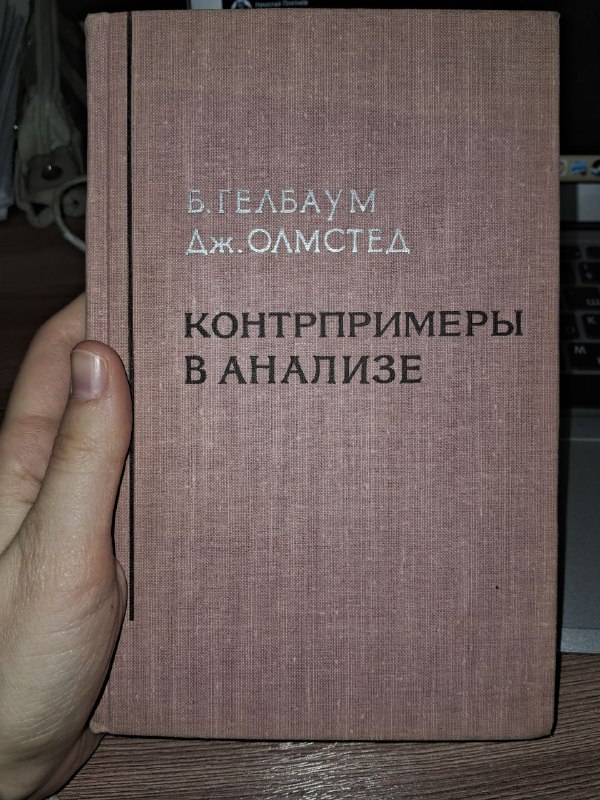 Б. ГЕЛБАУМ
Дж. ОЛМСТЕД
КОНТРПРИМЕРЫ
В АНАЛИЗЕ